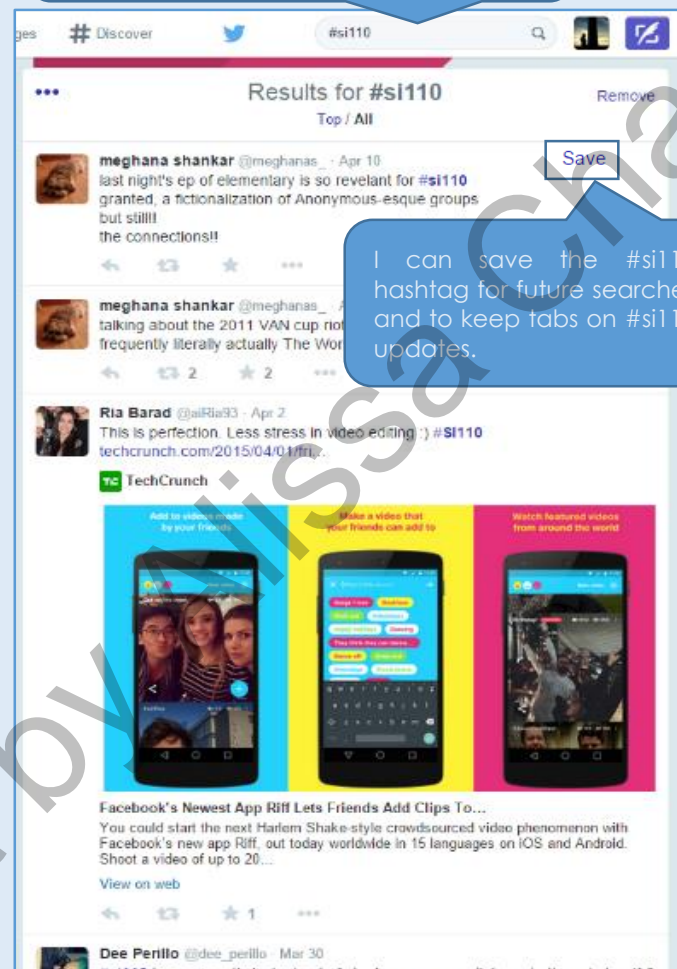 ges # Discover #si110
Results for #si110
Remove
Top / All
Save
meghana shankar @meghanas_ · Apr 10
last night's ep of elementary is so revelant for #si110
granted, a fictionalization of Anonymous-esque groups
but still!!
the connections!!
I can save the #si11
hashtag for future searche
and to keep tabs on #si11
updates.
meghana shankar @meghanas_
talking about the 2011 VAN cup riot
frequently literally actually The Wor
2 2
Ria Barad @aiRia93 · Apr 2
This is perfection. Less stress in video editing :) #SI110
techcrunch.com/2015/04/01/fri
TechCrunch
Add to videos made
by your friends
Make a video that
your friends can add to
Watch featured videos
from around the world
Facebook's Newest App Riff Lets Friends Add Clips To...
You could start the next Harlem Shake-style crowdsourced video phenomenon with
Facebook's new app Riff, out today worldwide in 15 languages on iOS and Android.
Shoot a video of up to 20...
View on web
1
Dee Perillo @dee_perillo · Mar 30
by Alissa Cha